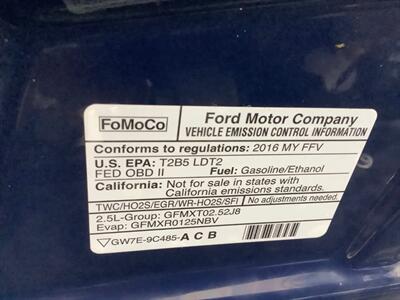 FoMoCo
Ford Motor Company
VEHICLE EMISSION CONTROL INFORMATION
Conforms to regulations: 2016 MY FFV
U.S. EPA: T2B5 LDT2
FED OBD II Fuel: Gasoline/Ethanol
California: Not for sale in states with
California emissions standards.
TWC/HO2S/EGR/WR-HO2S/SFI No adjustments needed.
2.5L-Group: GFMXT02.52J8
Evap: GFMXR0125NBV
GW7E-9C485-A C B